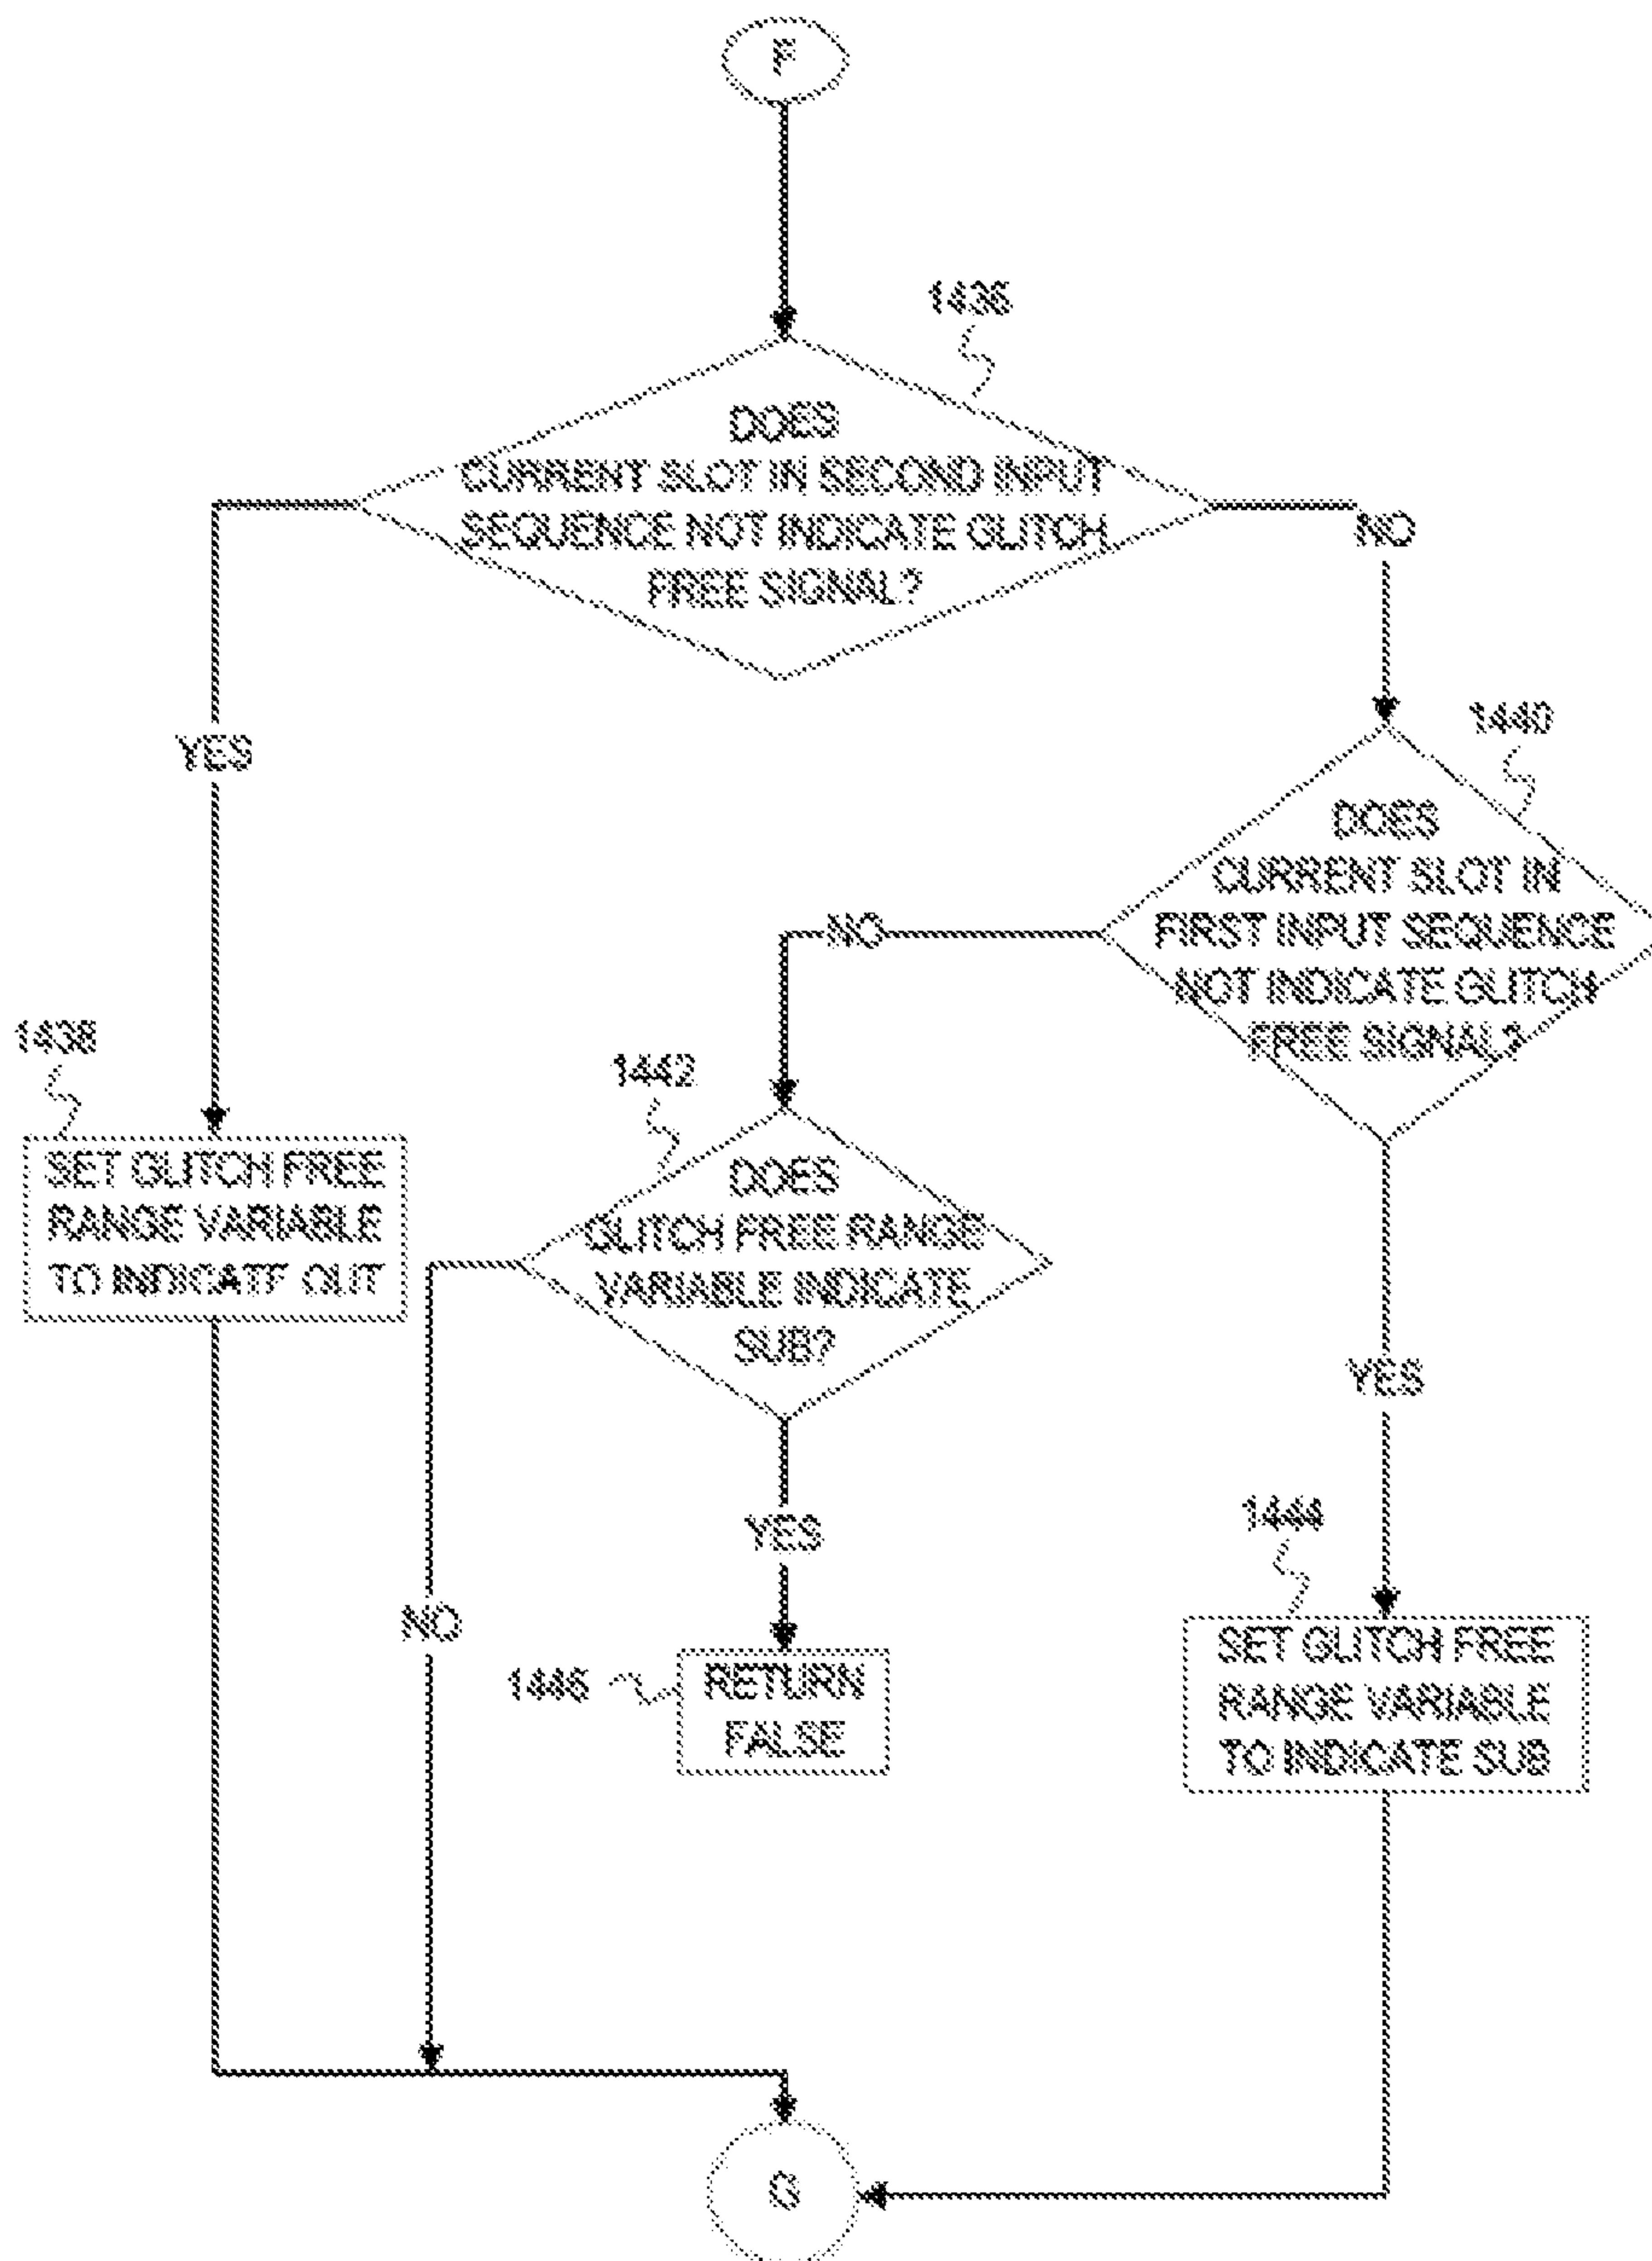 F
1436
DOES
CURRENT SLOT IN SECOND INPUT
SEQUENCE NOT INDICATE GLITCH
FREE SIGNAL?
NO
YES
1440
DOES
CURRENT SLOT IN
FIRST INPUT SEQUENCE
NOT INDICATE GLITCH
FREE SIGNAL?
NO
1438
SET GLITCH FREE
RANGE VARIABLE
TO INDICATE OUT
1442
DOES
GLITCH FREE RANGE
VARIABLE INDICATE
SUB?
YES
NO
YES
1446
RETURN
FALSE
1444
SET GLITCH FREE
RANGE VARIABLE
TO INDICATE SUB
G